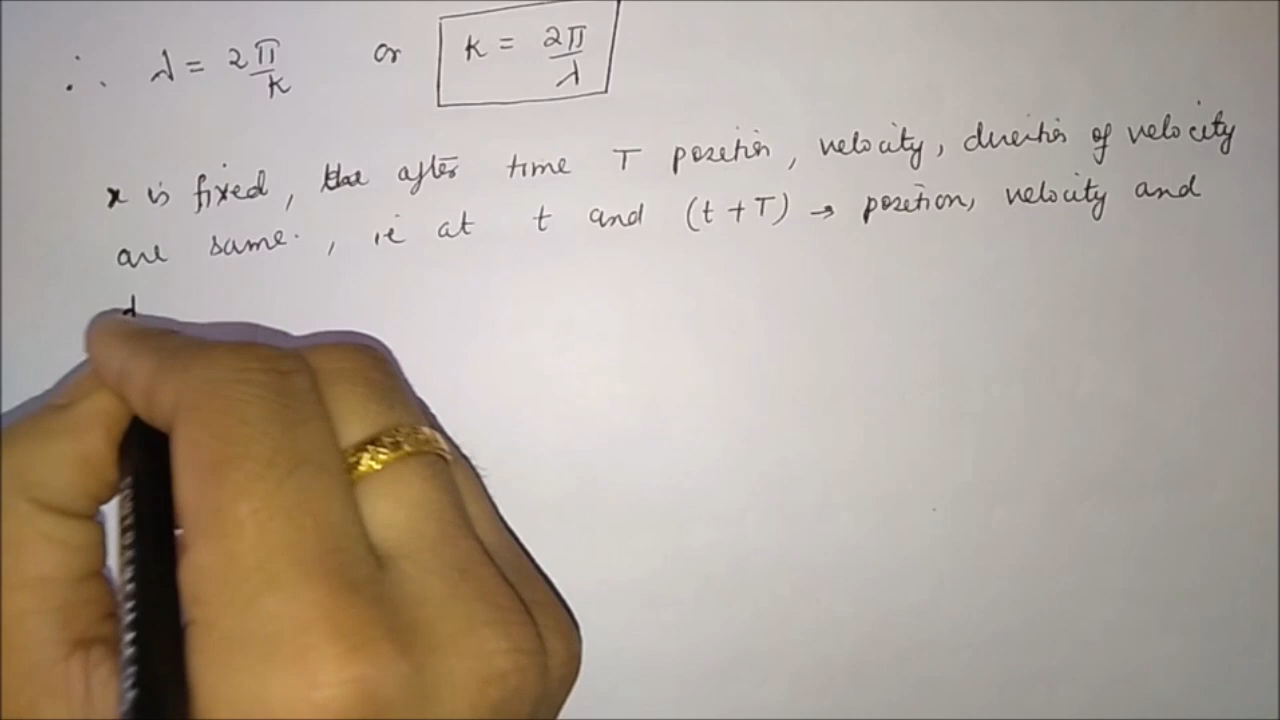 ∴ λ = 2π/k or k = 2π/λ
x is fixed, after time T position, velocity, direction of velocity
are same. , ie at t and (t + T) → position, velocity and
d